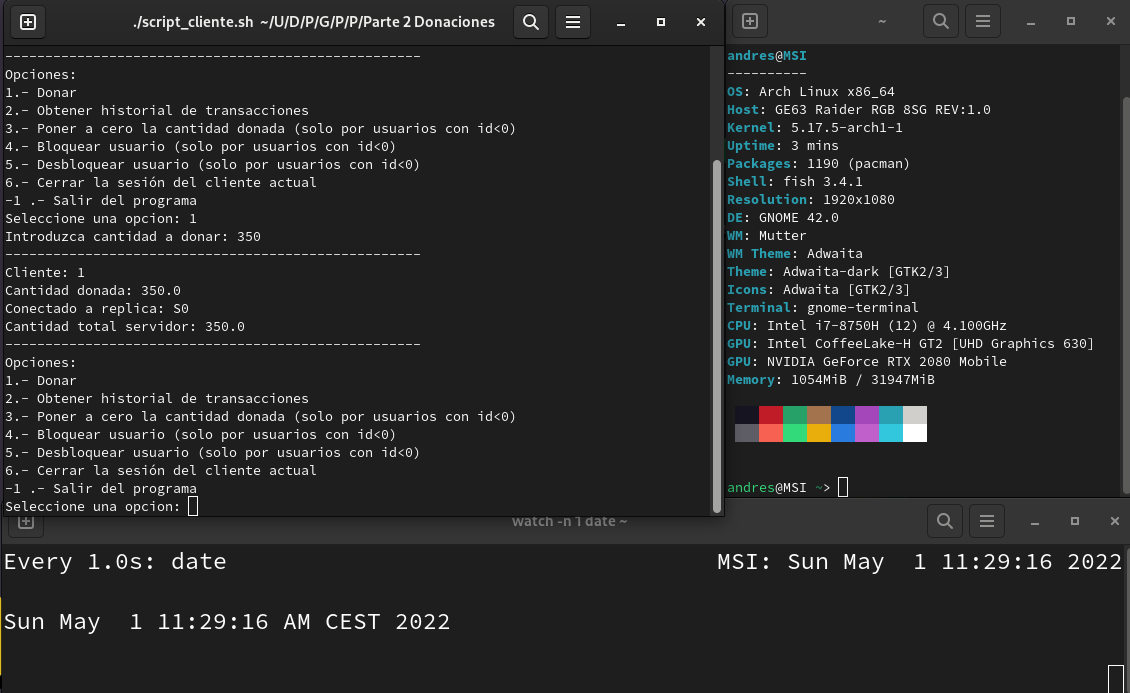 ./script_cliente.sh ~/U/D/P/G/P/P/Parte 2 Donaciones
----------------------------------------------------
Opciones:
1.- Donar
2.- Obtener historial de transacciones
3.- Poner a cero la cantidad donada (solo por usuarios con id<0)
4.- Bloquear usuario (solo por usuarios con id<0)
5.- Desbloquear usuario (solo por usuarios con id<0)
6.- Cerrar la sesión del cliente actual
-1 .- Salir del programa
Seleccione una opcion: 1
Introduzca cantidad a donar: 350
----------------------------------------------------
Cliente: 1
Cantidad donada: 350.0
Conectado a replica: S0
Cantidad total servidor: 350.0
----------------------------------------------------
Opciones:
1.- Donar
2.- Obtener historial de transacciones
3.- Poner a cero la cantidad donada (solo por usuarios con id<0)
4.- Bloquear usuario (solo por usuarios con id<0)
5.- Desbloquear usuario (solo por usuarios con id<0)
6.- Cerrar la sesión del cliente actual
-1 .- Salir del programa
Seleccione una opcion:
~
andres@MSI
----------
OS: Arch Linux x86_64
Host: GE63 Raider RGB 8SG REV:1.0
Kernel: 5.17.5-arch1-1
Uptime: 3 mins
Packages: 1190 (pacman)
Shell: fish 3.4.1
Resolution: 1920x1080
DE: GNOME 42.0
WM: Mutter
WM Theme: Adwaita
Theme: Adwaita-dark [GTK2/3]
Icons: Adwaita [GTK2/3]
Terminal: gnome-terminal
CPU: Intel i7-8750H (12) @ 4.100GHz
GPU: Intel CoffeeLake-H GT2 [UHD Graphics 630]
GPU: NVIDIA GeForce RTX 2080 Mobile
Memory: 1054MiB / 31947MiB
andres@MSI ~>
watch -n 1 date ~
Every 1.0s: date
MSI: Sun May  1 11:29:16 2022
Sun May  1 11:29:16 AM CEST 2022